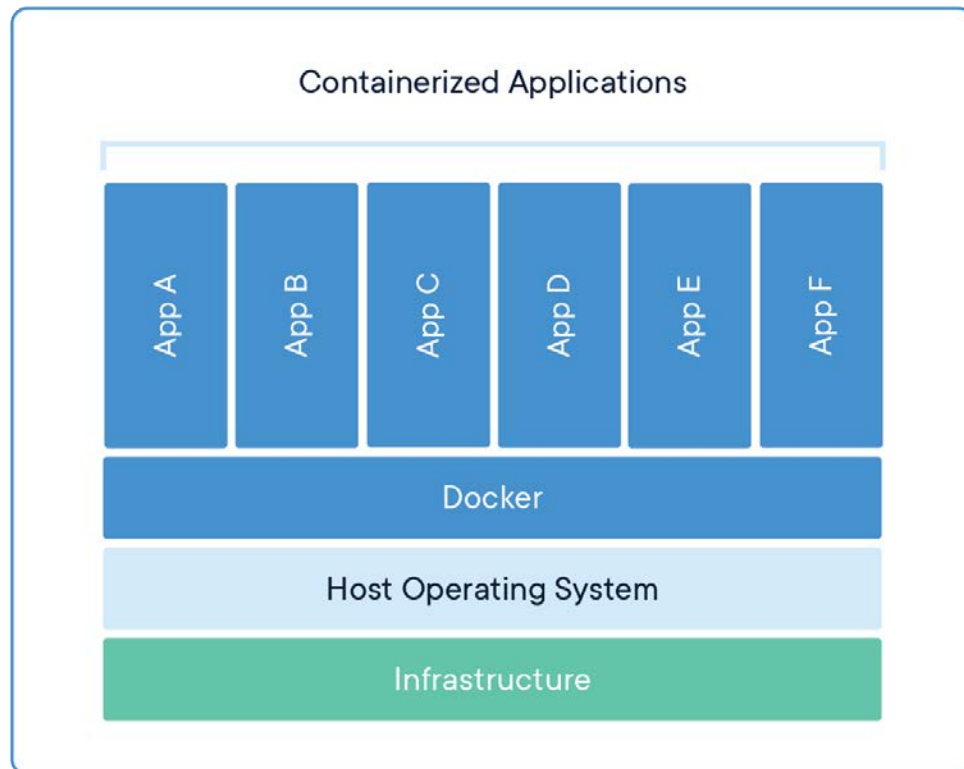 Containerized Applications
App A
App B
App C
App D
App E
App F
Docker
Host Operating System
Infrastructure